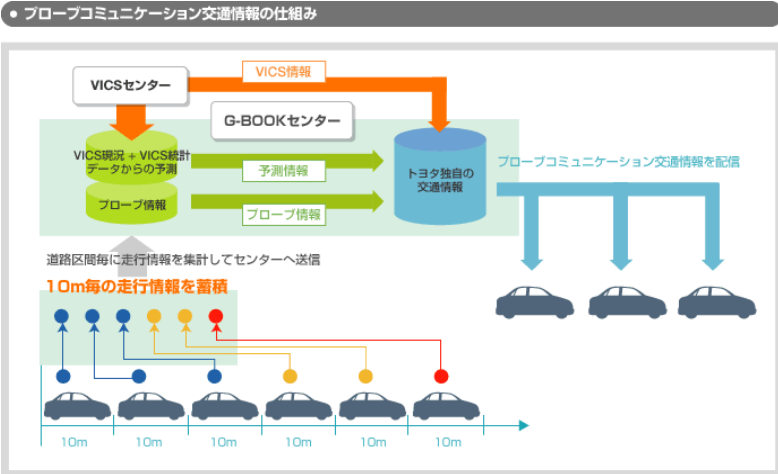 プローブコミュニケーション交通情報の仕組み
VICSセンター
VICS情報
G-BOOKセンター
VICS現況 + VICS統計
データからの予測
プローブ情報
予測情報
プローブ情報
トヨタ独自の
交通情報
プローブコミュニケーション交通情報を配信
道路区間毎に走行情報を集計してセンターへ送信
10m毎の走行情報を蓄積
10m
10m
10m
10m
10m
10m